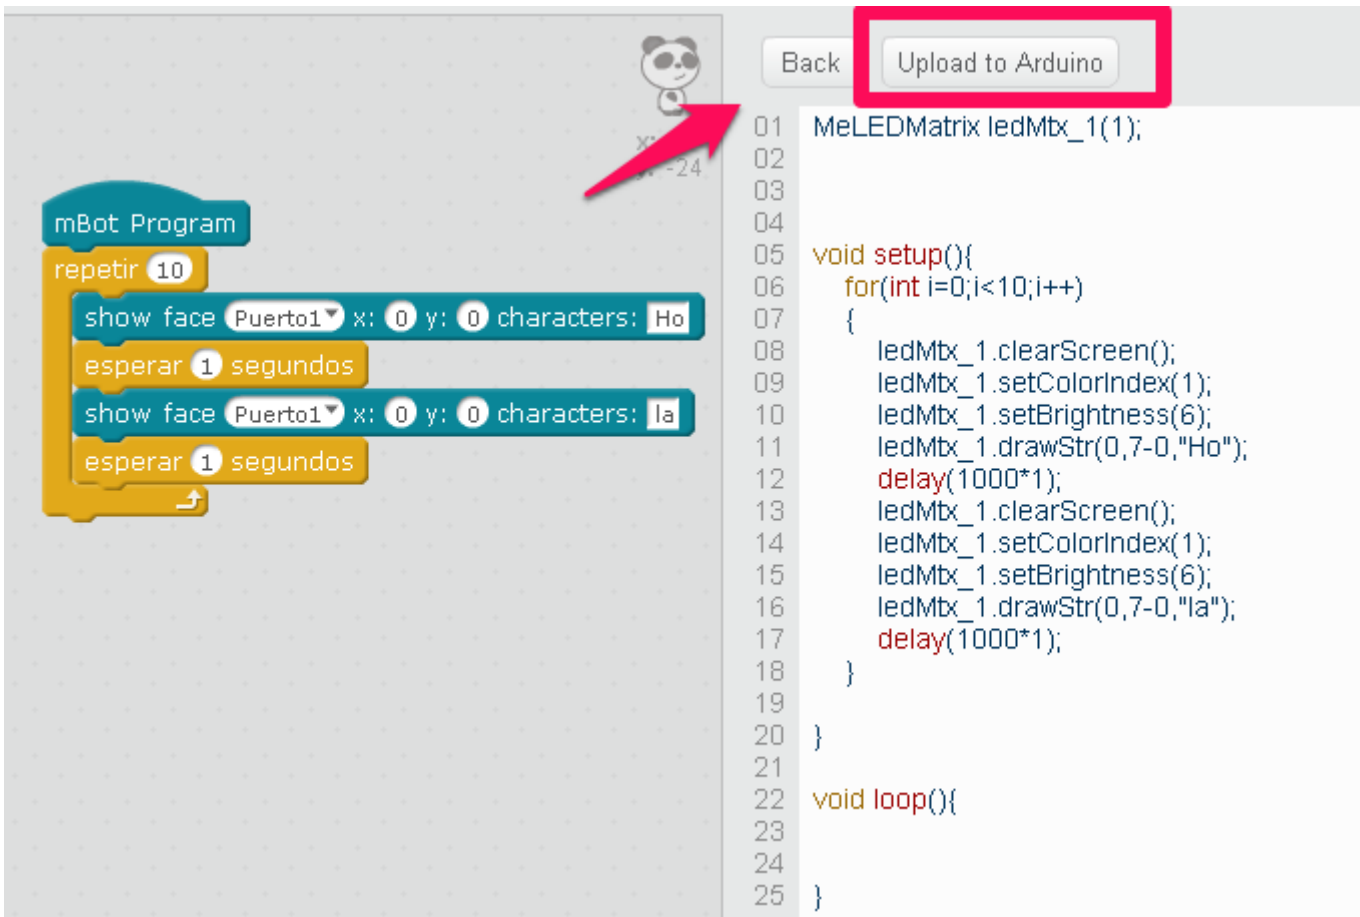 x:
y: -24
mBot Program
repetir 10
show face Puerto1 x: 0 y: 0 characters: Ho
esperar 1 segundos
show face Puerto1 x: 0 y: 0 characters: la
esperar 1 segundos
Back Upload to Arduino
01 MeLEDMatrix ledMtx_1(1);
02
03
04
05 void setup(){
06 for(int i=0;i<10;i++)
07 {
08 ledMtx_1.clearScreen();
09 ledMtx_1.setColorIndex(1);
10 ledMtx_1.setBrightness(6);
11 ledMtx_1.drawStr(0,7-0,"Ho");
12 delay(1000*1);
13 ledMtx_1.clearScreen();
14 ledMtx_1.setColorIndex(1);
15 ledMtx_1.setBrightness(6);
16 ledMtx_1.drawStr(0,7-0,"la");
17 delay(1000*1);
18 }
19
20 }
21
22 void loop(){
23
24
25 }